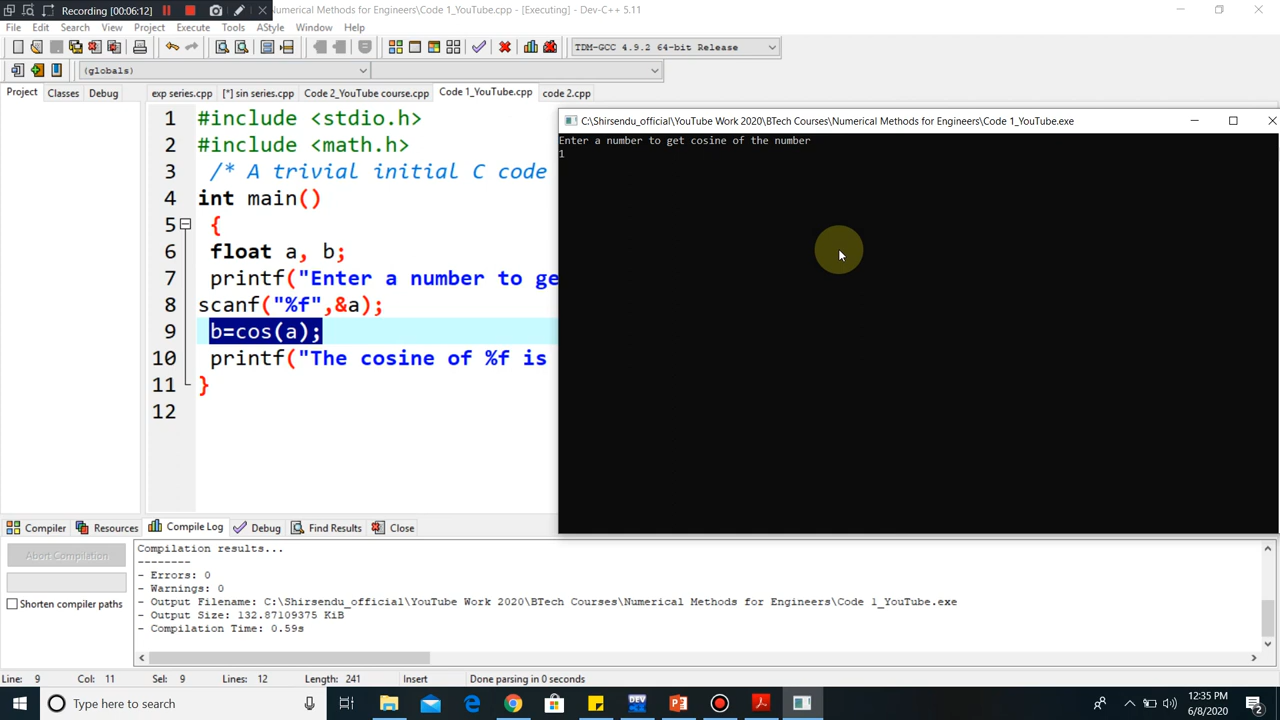 Recording [00:06:12]
Numerical Methods for Engineers\Code 1_YouTube.cpp - [Executing] - Dev-C++ 5.11
File Edit Search View Project Execute Tools AStyle Window Help
TDM-GCC 4.9.2 64-bit Release
(globals)
Project Classes Debug
exp series.cpp [*] sin series.cpp Code 2_YouTube course.cpp Code 1_YouTube.cpp code 2.cpp
1 #include <stdio.h>
2 #include <math.h>
3 /* A trivial initial C code
4 int main()
5 {
6 float a, b;
7 printf("Enter a number to ge
8 scanf("%f",&a);
9 b=cos(a);
10 printf("The cosine of %f is
11 }
12
C:\Shirsendu_official\YouTube Work 2020\BTech Courses\Numerical Methods for Engineers\Code 1_YouTube.exe
Enter a number to get cosine of the number
1
Compiler Resources Compile Log Debug Find Results Close
Abort Compilation
Shorten compiler paths
Compilation results...
--------
- Errors: 0
- Warnings: 0
- Output Filename: C:\Shirsendu_official\YouTube Work 2020\BTech Courses\Numerical Methods for Engineers\Code 1_YouTube.exe
- Output Size: 132.87109375 KiB
- Compilation Time: 0.59s
Line: 9 Col: 11 Sel: 9 Lines: 12 Length: 241 Insert Done parsing in 0 seconds
Type here to search
DEV
12:35 PM
6/8/2020
2